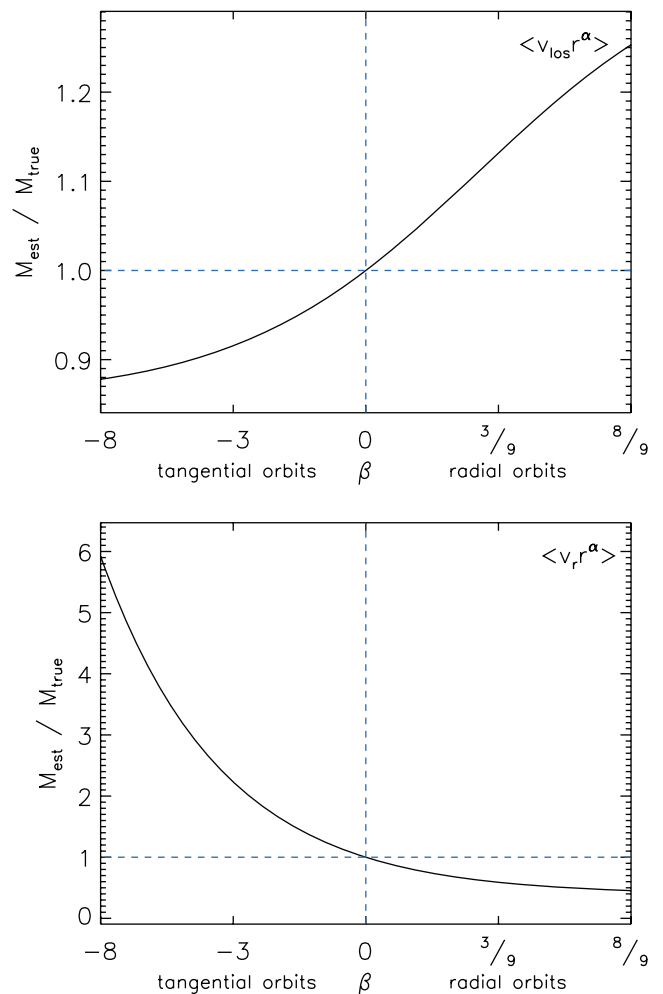 <v_los r^α>
1.2
1.1
1.0
0.9
M_est / M_true
-8 -3 0 3/9 8/9
tangential orbits β radial orbits
<v_r r^α>
6
5
4
3
2
1
0
M_est / M_true
-8 -3 0 3/9 8/9
tangential orbits β radial orbits